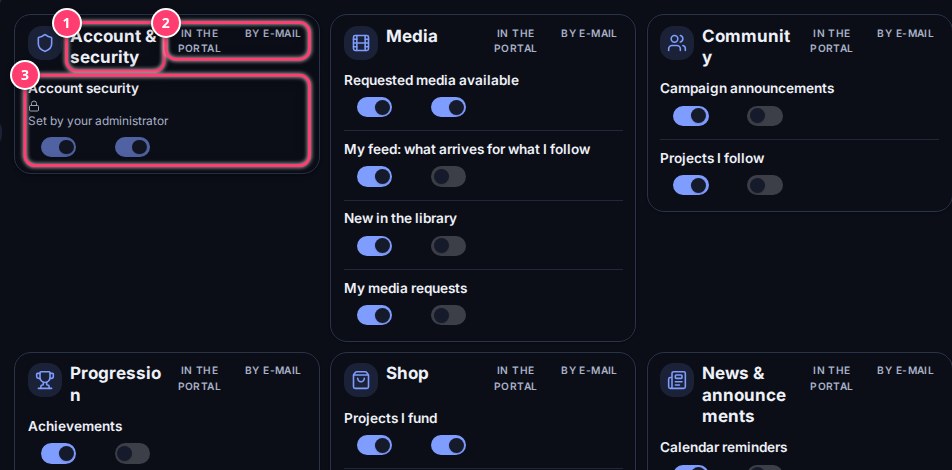 1
2
3
Account &
security
IN THE
PORTAL
BY E-MAIL
Account security
Set by your administrator
Media
IN THE
PORTAL
BY E-MAIL
Requested media available
My feed: what arrives for what I follow
New in the library
My media requests
Communit
y
IN THE
PORTAL
BY E-MAIL
Campaign announcements
Projects I follow
Progressio
n
IN THE
PORTAL
BY E-MAIL
Achievements
Shop
IN THE
PORTAL
BY E-MAIL
Projects I fund
News &
announce
ments
IN THE
PORTAL
BY E-MAIL
Calendar reminders